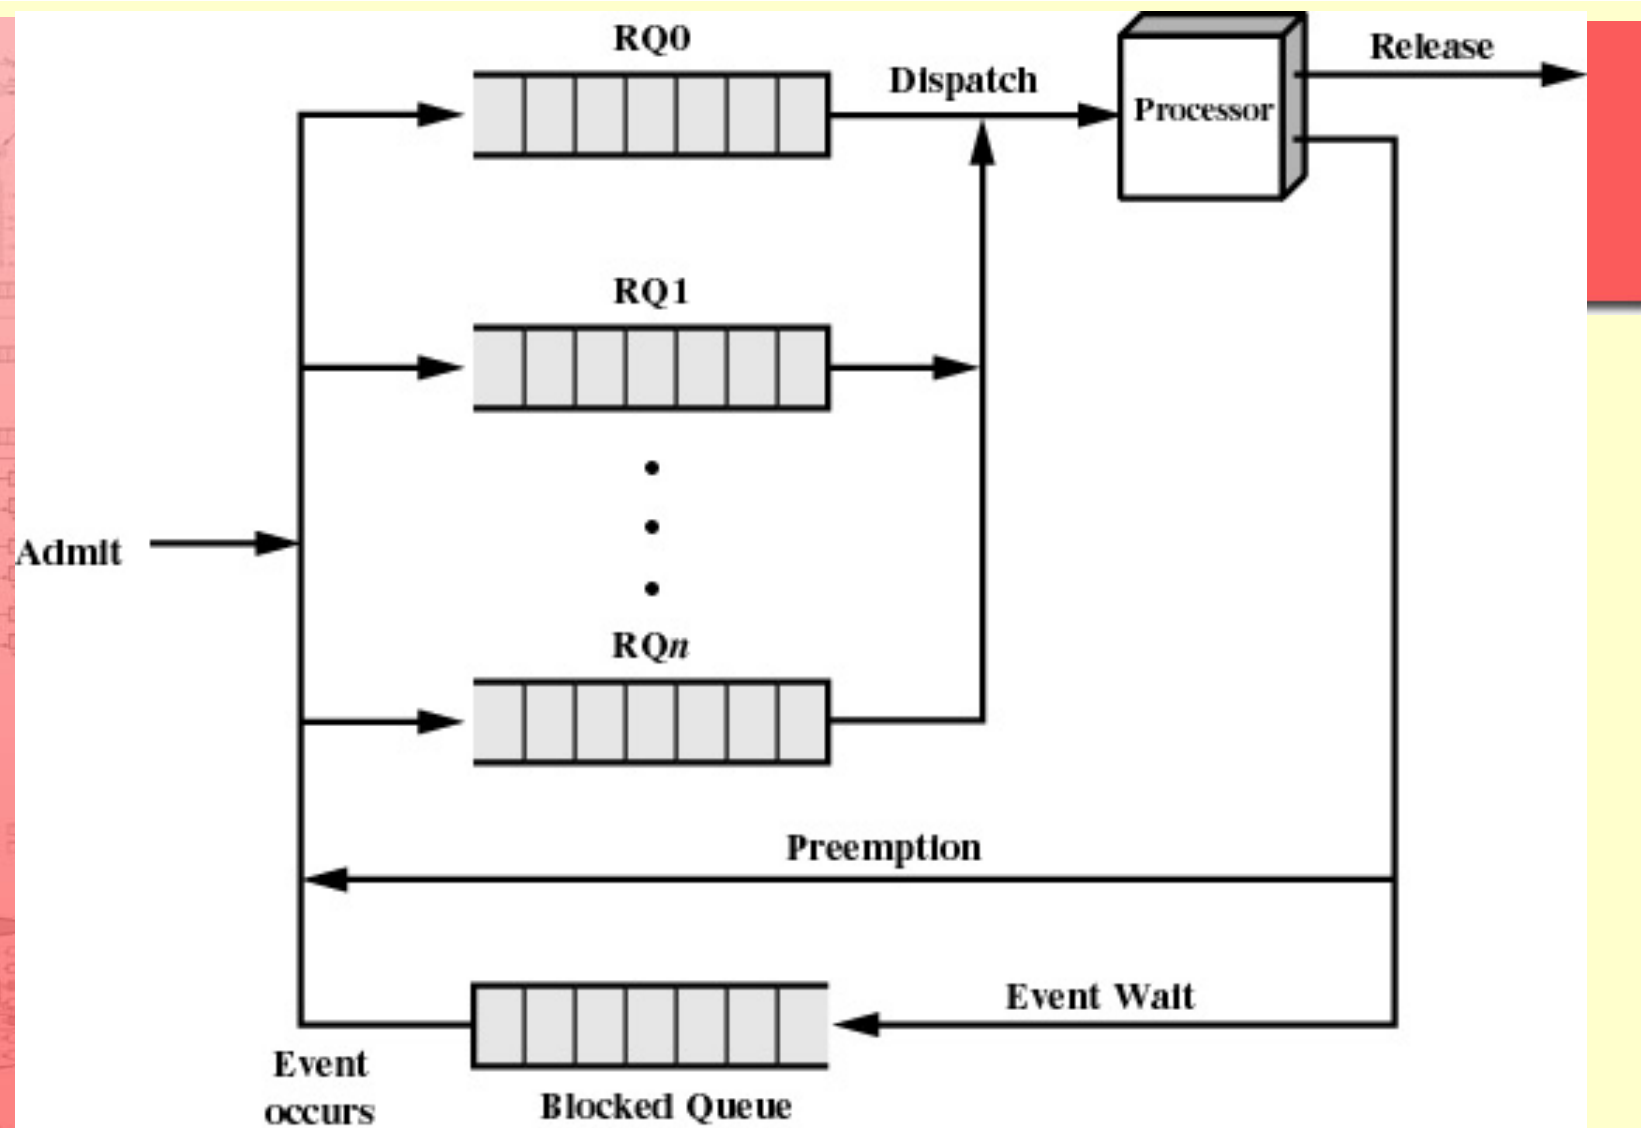 RQ0
Release
Dispatch
Processor
RQ1
Admit
RQn
Preemption
Event Wait
Event
occurs
Blocked Queue